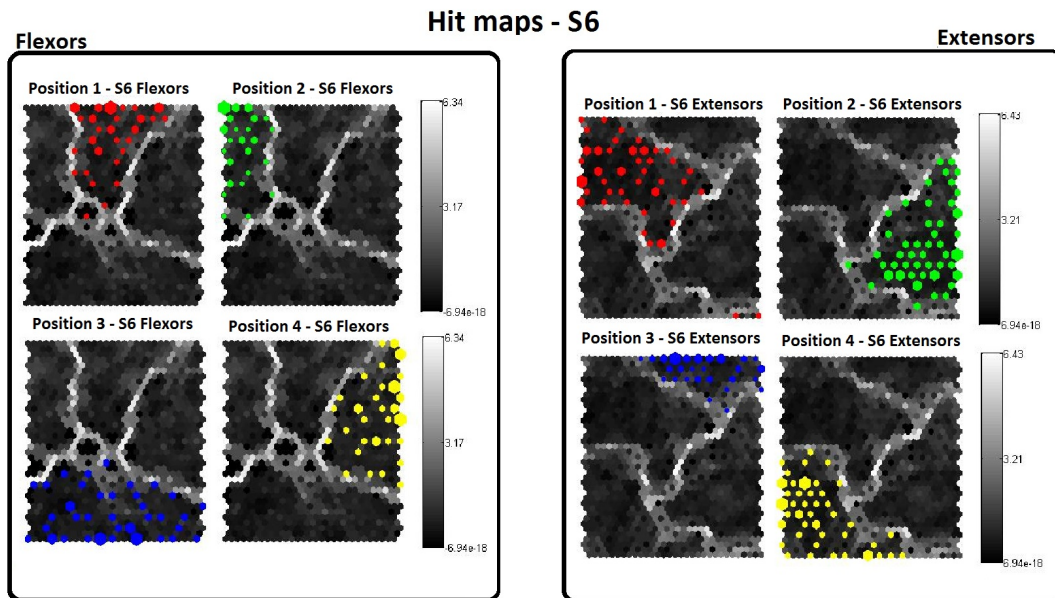 Hit maps - S6
Flexors
Extensors
Position 1 - S6 Flexors
Position 2 - S6 Flexors
6.34
3.17
-6.94e-18
Position 3 - S6 Flexors
Position 4 - S6 Flexors
6.34
3.17
-6.94e-18
Position 1 - S6 Extensors
Position 2 - S6 Extensors
6.43
3.21
6.94e-18
Position 3 - S6 Extensors
Position 4 - S6 Extensors
6.43
3.21
6.94e-18